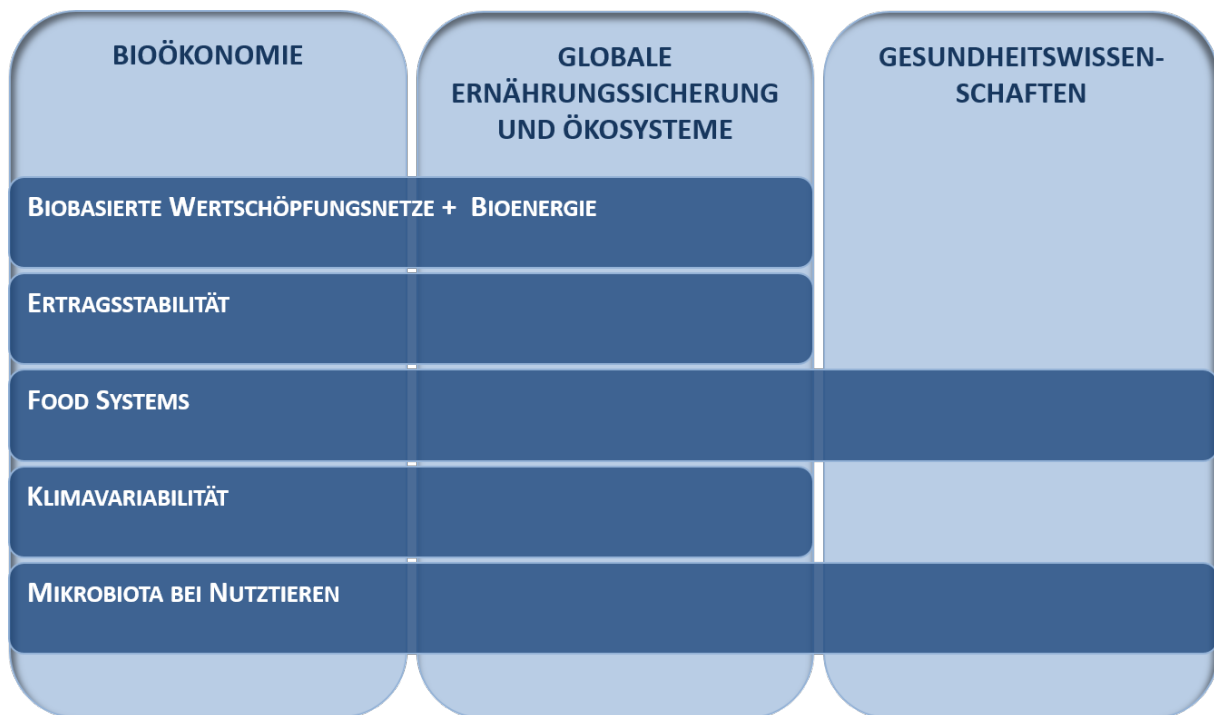 BIOÖKONOMIE
GLOBALE
ERNÄHRUNGSSICHERUNG
UND ÖKOSYSTEME
GESUNDHEITSWISSEN-
SCHAFTEN
BIOBASIERTE WERTSCHÖPFUNGSNETZE + BIOENERGIE
ERTRAGSSTABILITÄT
FOOD SYSTEMS
KLIMAVARIABILITÄT
MIKROBIOTA BEI NUTZTIEREN